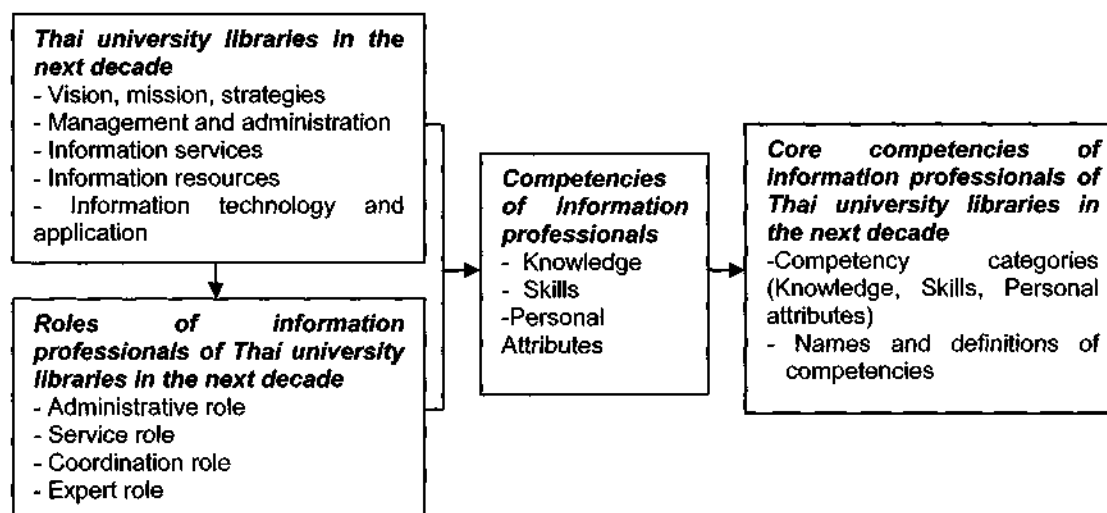 Thai university libraries in the
next decade
- Vision, mission, strategies
- Management and administration
- Information services
- Information resources
- Information technology and
application
Roles of information
professionals of Thai university
libraries in the next decade
- Administrative role
- Service role
- Coordination role
- Expert role
Competencies
of Information
professionals
- Knowledge
- Skills
-Personal
Attributes
Core competencies of
Information professionals of
Thai university libraries in
the next decade
-Competency categories
(Knowledge, Skills, Personal
attributes)
- Names and definitions of
competencies